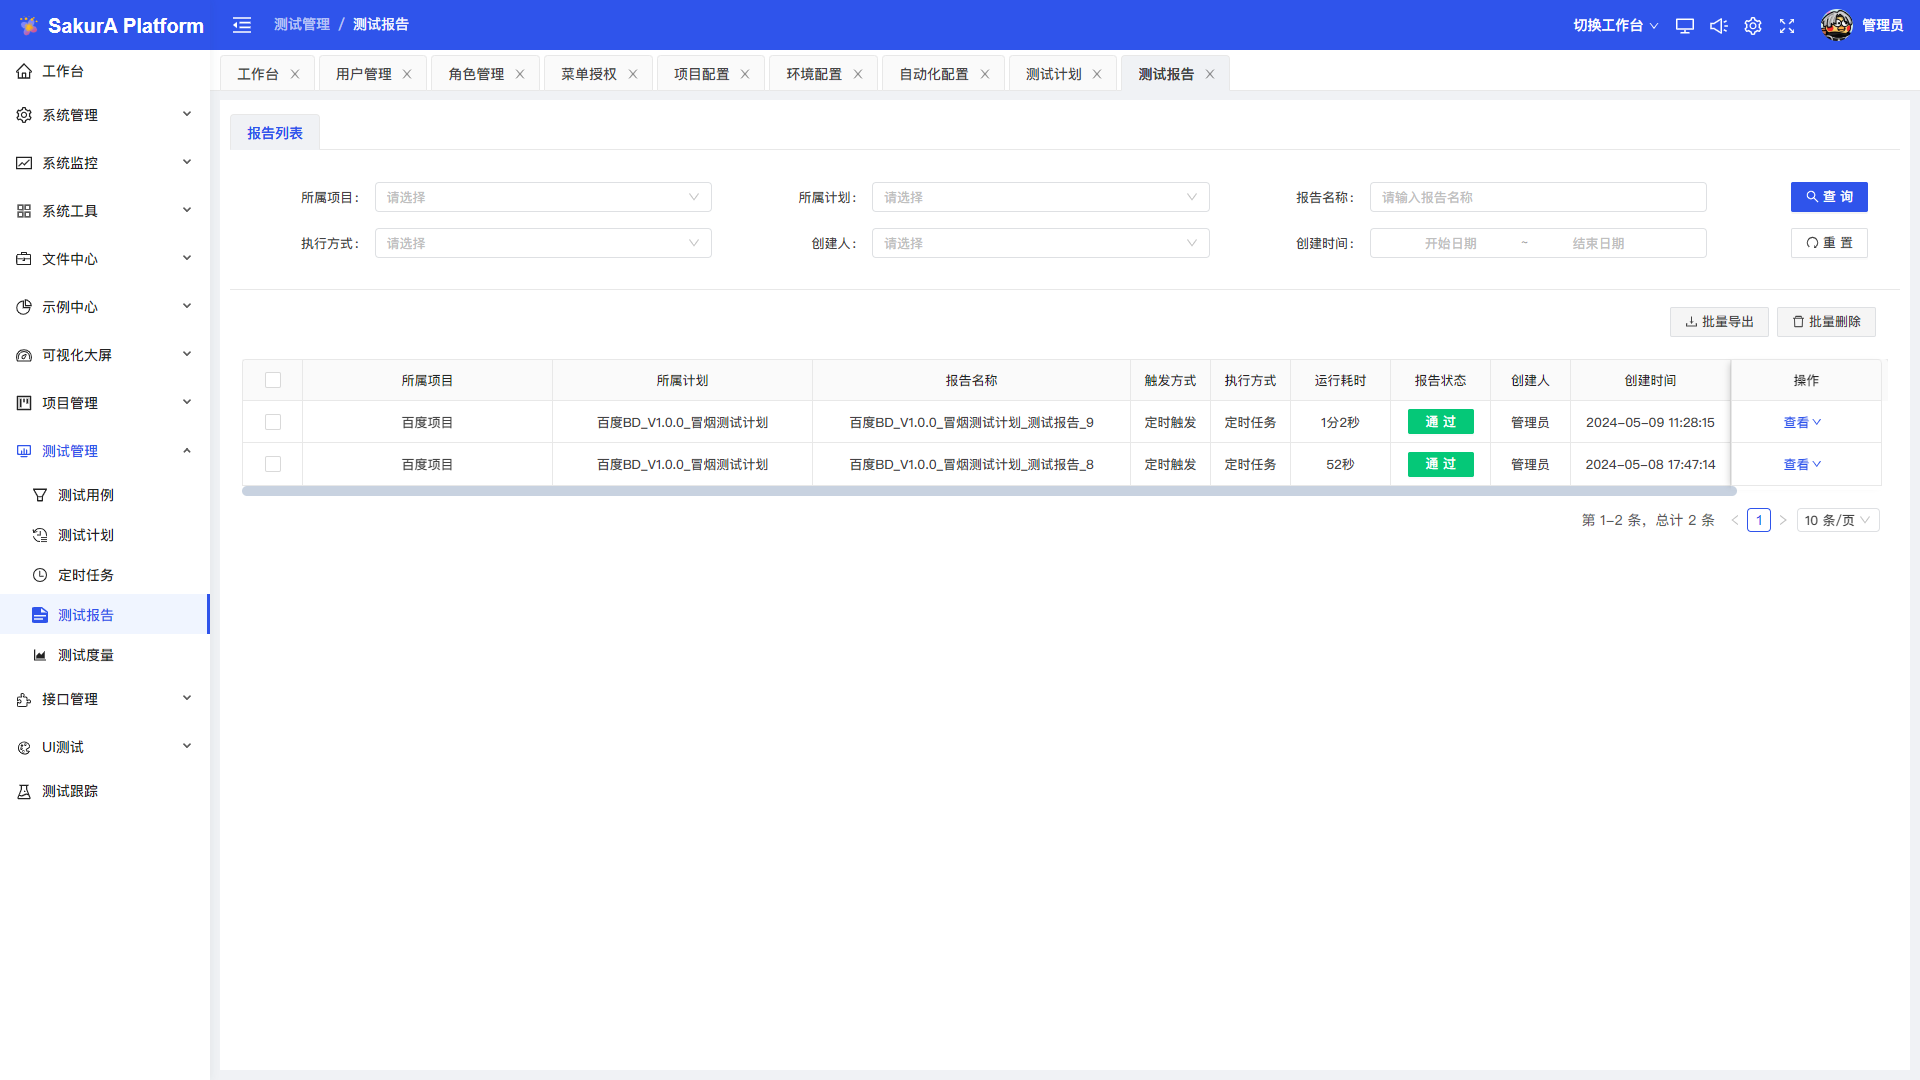 SakurA Platform
测试管理 / 测试报告
切换工作台
管理员
工作台
系统管理
系统监控
系统工具
文件中心
示例中心
可视化大屏
项目管理
测试管理
测试用例
测试计划
定时任务
测试报告
测试度量
接口管理
UI测试
测试跟踪
工作台 用户管理 角色管理 菜单授权 项目配置 环境配置 自动化配置 测试计划 测试报告
报告列表
所属项目: 请选择 所属计划: 请选择 报告名称: 请输入报告名称 查 询
执行方式: 请选择 创建人: 请选择 创建时间: 开始日期 ~ 结束日期 重 置
批量导出 批量删除
所属项目 所属计划 报告名称 触发方式 执行方式 运行耗时 报告状态 创建人 创建时间 操作
百度项目 百度BD_V1.0.0_冒烟测试计划 百度BD_V1.0.0_冒烟测试计划_测试报告_9 定时触发 定时任务 1分2秒 通 过 管理员 2024-05-09 11:28:15 查看
百度项目 百度BD_V1.0.0_冒烟测试计划 百度BD_V1.0.0_冒烟测试计划_测试报告_8 定时触发 定时任务 52秒 通 过 管理员 2024-05-08 17:47:14 查看
第 1-2 条，总计 2 条 < 1 > 10 条/页